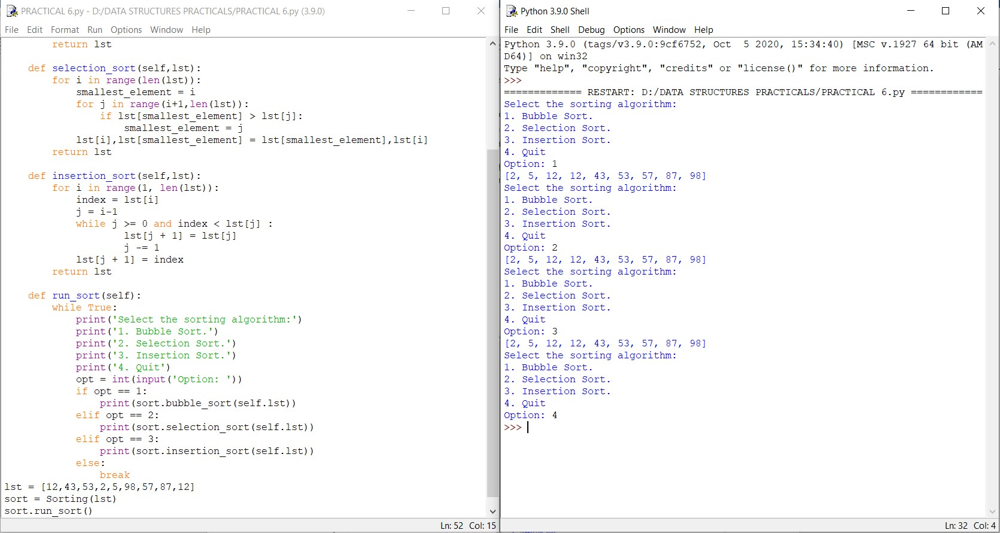 PRACTICAL 6.py - D:/DATA STRUCTURES PRACTICALS/PRACTICAL 6.py (3.9.0)
File Edit Format Run Options Window Help
        return lst

    def selection_sort(self,lst):
        for i in range(len(lst)):
            smallest_element = i
            for j in range(i+1,len(lst)):
                if lst[smallest_element] > lst[j]:
                    smallest_element = j
            lst[i],lst[smallest_element] = lst[smallest_element],lst[i]
        return lst

    def insertion_sort(self,lst):
        for i in range(1, len(lst)):
            index = lst[i]
            j = i-1
            while j >= 0 and index < lst[j] :
                    lst[j + 1] = lst[j]
                    j -= 1
            lst[j + 1] = index
        return lst

    def run_sort(self):
        while True:
            print('Select the sorting algorithm:')
            print('1. Bubble Sort.')
            print('2. Selection Sort.')
            print('3. Insertion Sort.')
            print('4. Quit')
            opt = int(input('Option: '))
            if opt == 1:
                print(sort.bubble_sort(self.lst))
            elif opt == 2:
                print(sort.selection_sort(self.lst))
            elif opt == 3:
                print(sort.insertion_sort(self.lst))
            else:
                break
lst = [12,43,53,2,5,98,57,87,12]
sort = Sorting(lst)
sort.run_sort()
Ln: 52 Col: 15
Python 3.9.0 Shell
File Edit Shell Debug Options Window Help
Python 3.9.0 (tags/v3.9.0:9cf6752, Oct  5 2020, 15:34:40) [MSC v.1927 64 bit (AM
D64)] on win32
Type "help", "copyright", "credits" or "license()" for more information.
>>>
============= RESTART: D:/DATA STRUCTURES PRACTICALS/PRACTICAL 6.py ============
Select the sorting algorithm:
1. Bubble Sort.
2. Selection Sort.
3. Insertion Sort.
4. Quit
Option: 1
[2, 5, 12, 12, 43, 53, 57, 87, 98]
Select the sorting algorithm:
1. Bubble Sort.
2. Selection Sort.
3. Insertion Sort.
4. Quit
Option: 2
[2, 5, 12, 12, 43, 53, 57, 87, 98]
Select the sorting algorithm:
1. Bubble Sort.
2. Selection Sort.
3. Insertion Sort.
4. Quit
Option: 3
[2, 5, 12, 12, 43, 53, 57, 87, 98]
Select the sorting algorithm:
1. Bubble Sort.
2. Selection Sort.
3. Insertion Sort.
4. Quit
Option: 4
>>>
Ln: 32 Col: 4